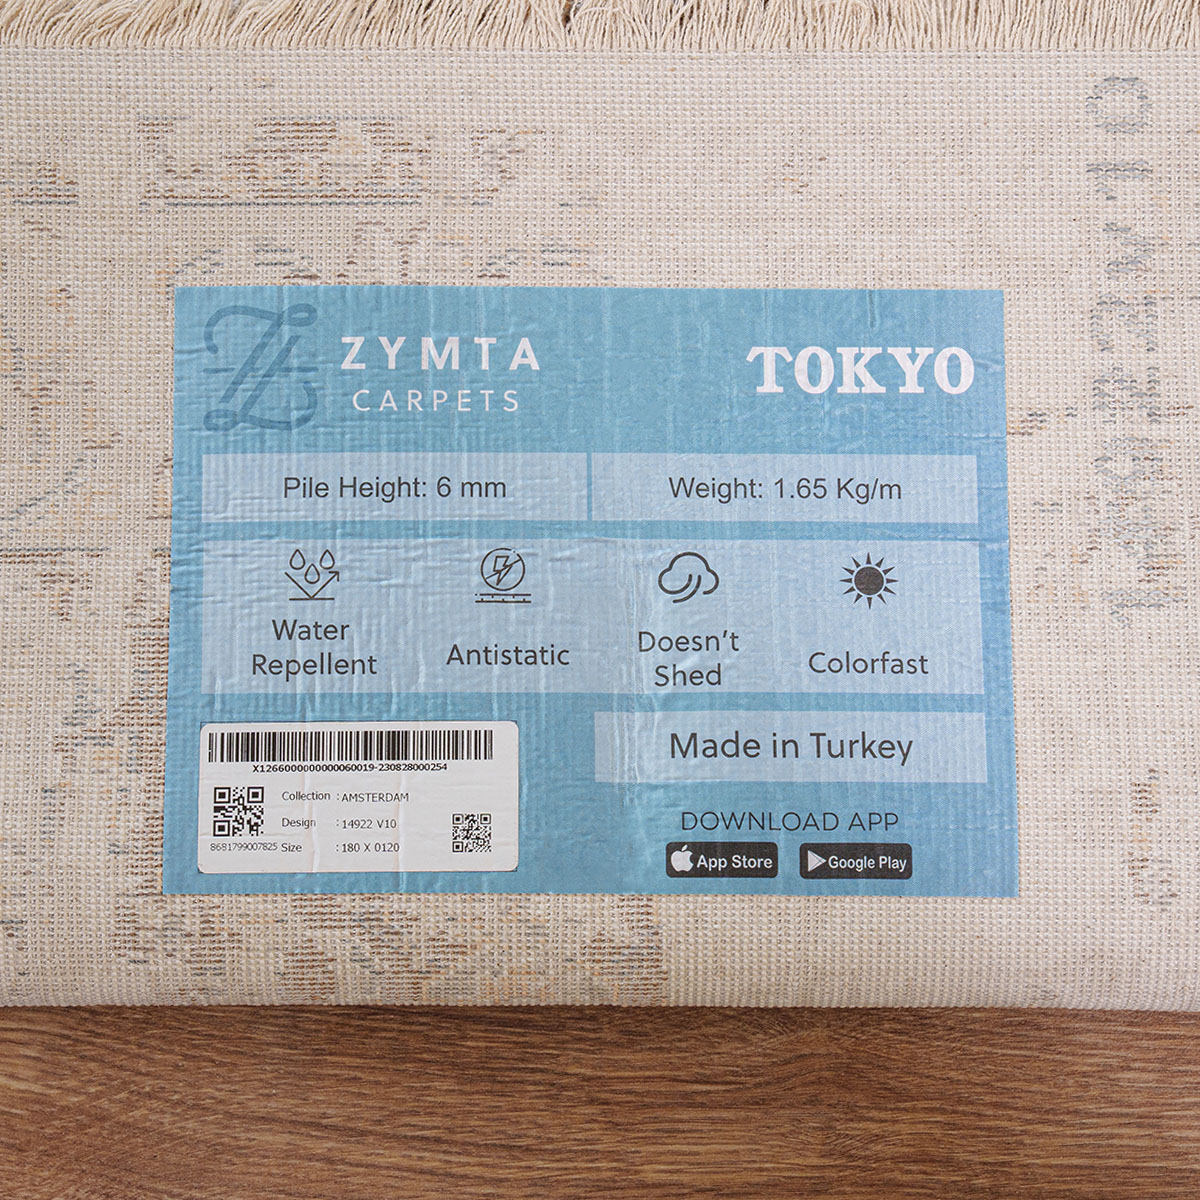 ZYMTA
CARPETS
TOKYO
Pile Height: 6 mm
Weight: 1.65 Kg/m
Water
Repellent
Antistatic
Doesn't
Shed
Colorfast
Made in Turkey
X1266000000000060019-230828000254
Collection : AMSTERDAM
Design : 14922 V10
8681799007825 Size : 180 X 0120
DOWNLOAD APP
App Store
Google Play